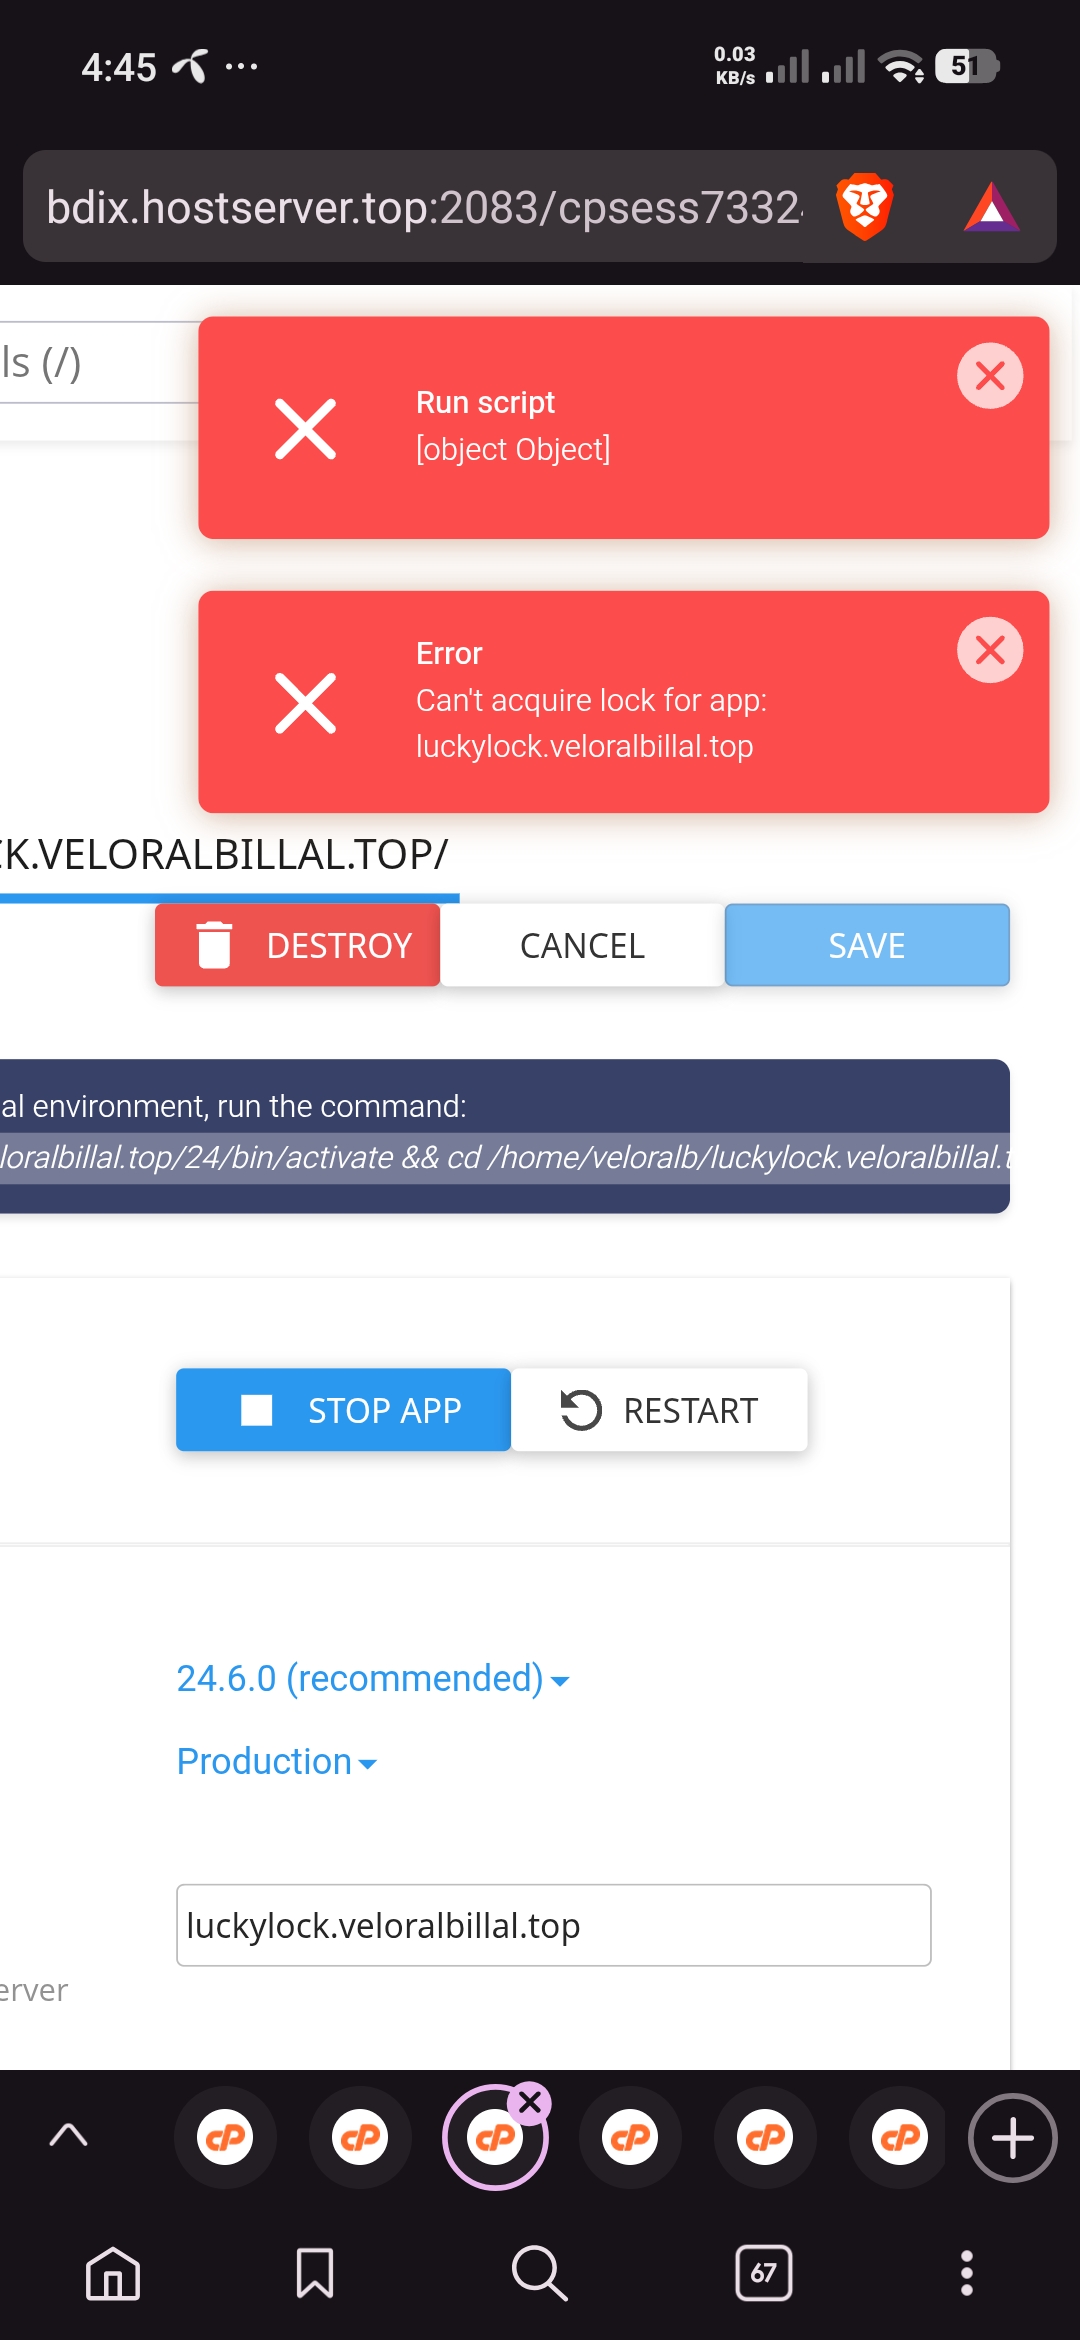 4:45
0.03
KB/s
51
bdix.hostserver.top:2083/cpsess7332
ls (/)
Run script
[object Object]
Error
Can't acquire lock for app:
luckylock.veloralbillal.top
CK.VELORALBILLAL.TOP/
DESTROY
CANCEL
SAVE
al environment, run the command:
loralbillal.top/24/bin/activate && cd /home/veloralb/luckylock.veloralbillal.t
STOP APP
RESTART
24.6.0 (recommended)
Production
luckylock.veloralbillal.top
erver
67